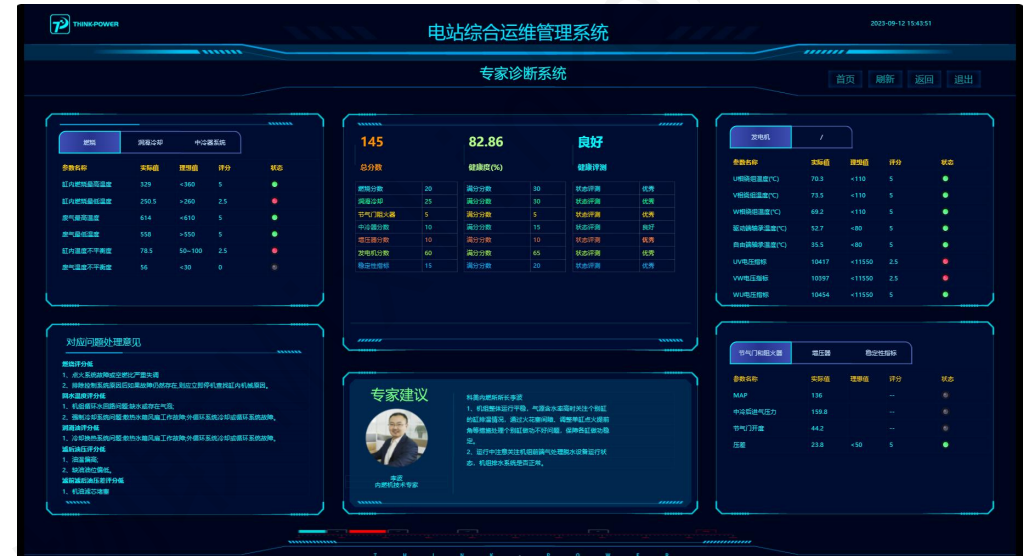 THINK-POWER
电站综合运维管理系统
2023-09-12 15:43:51
专家诊断系统
首页 刷新 返回 退出
燃烧 润滑冷却 中冷器系统
参数名称 实际值 理想值 评分 状态
缸内燃烧最高温度 329 <360 5
缸内燃烧最低温度 250.5 >260 2.5
废气最高温度 614 <610 5
废气最低温度 558 >550 5
缸内温度不平衡度 78.5 50~100 2.5
废气温度不平衡度 56 <30 0
145 82.86 良好
总分数 健康度(%) 健康评测
燃烧分数 20 满分分数 30 状态评测 优秀
润滑冷却 25 满分分数 30 状态评测 优秀
节气门阻火器 5 满分分数 5 状态评测 优秀
中冷器分数 10 满分分数 15 状态评测 良好
增压器分数 10 满分分数 10 状态评测 优秀
发电机分数 60 满分分数 65 状态评测 优秀
稳定性指标 15 满分分数 20 状态评测 优秀
发电机 /
参数名称 实际值 理想值 评分 状态
U相绕组温度(℃) 70.3 <110 5
V相绕组温度(℃) 73.5 <110 5
W相绕组温度(℃) 69.2 <110 5
驱动端轴承温度(℃) 52.7 <80 5
自由端轴承温度(℃) 35.5 <80 5
UV电压指标 10417 <11550 2.5
VW电压指标 10397 <11550 2.5
WU电压指标 10454 <11550 5
对应问题处理意见
燃烧评分低
1、点火系统故障或空燃比严重失调
2、排除控制系统原因后如果故障仍然存在,则应立即停机查找缸内机械原因。
网水温度评分低
1、机组循环水回路问题:缺水或存在气泡;
2、强制冷却系统问题:散热水箱风扇工作故障;外循环系统冷却或循环系统故障。
润滑油评分低
1、冷却换热系统问题:散热水箱风扇工作故障;外循环系统冷却或循环系统故障。
滤后油压评分低
1、油温偏高;
2、缺润油位偏低。
滤前滤后油压差评分低
1、机油滤芯堵塞
专家建议
李武
内燃机技术专家
科曼内燃所所长李武
1、机组整体运行平稳,气源含水率需时关注个别缸
的缸排温情况,通过火花塞间隙、调整单缸点火提前
角等措施处理个别缸做功不好问题,保障各缸做功稳
定。
2、运行中注意关注机组前端气处理脱水设备运行状
态,机组排水系统是否正常。
节气门和阻火器 增压器 稳定性指标
参数名称 实际值 理想值 评分 状态
MAP 136 --
中冷后进气压力 159.8
节气门开度 44.2 --
压差 23.8 <50 5
T H I N K - P O W E R